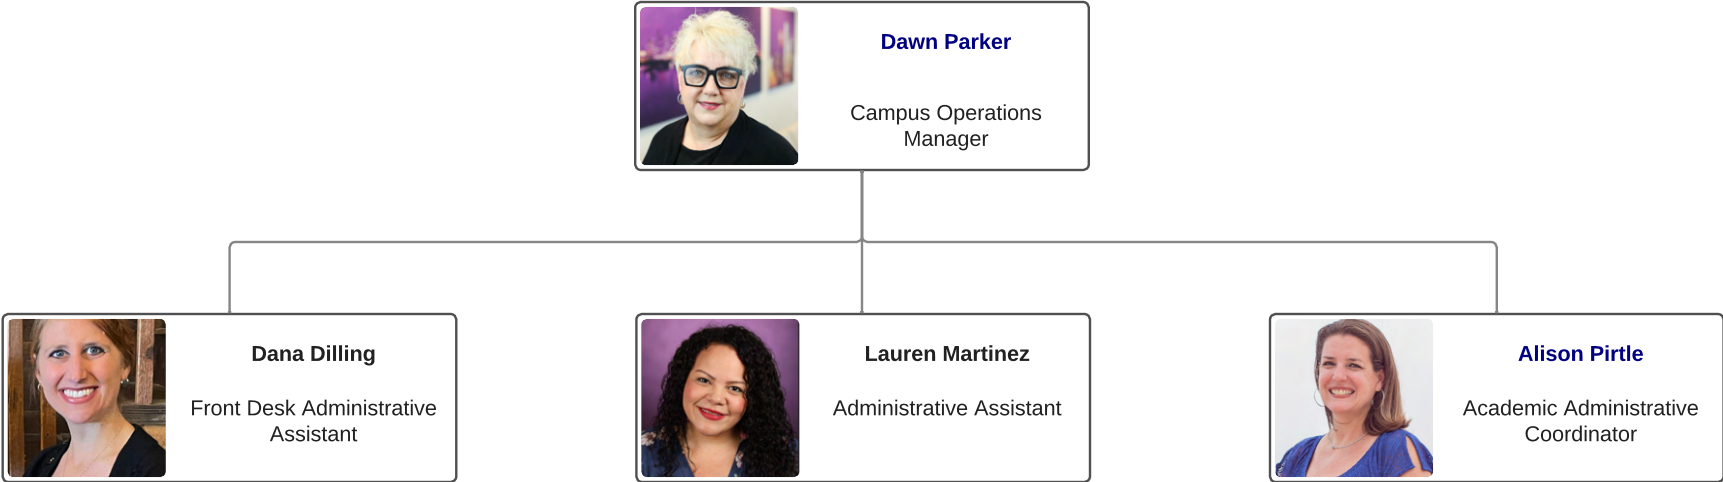 Dawn Parker
Campus Operations
Manager
Dana Dilling
Front Desk Administrative
Assistant
Lauren Martinez
Administrative Assistant
Alison Pirtle
Academic Administrative
Coordinator